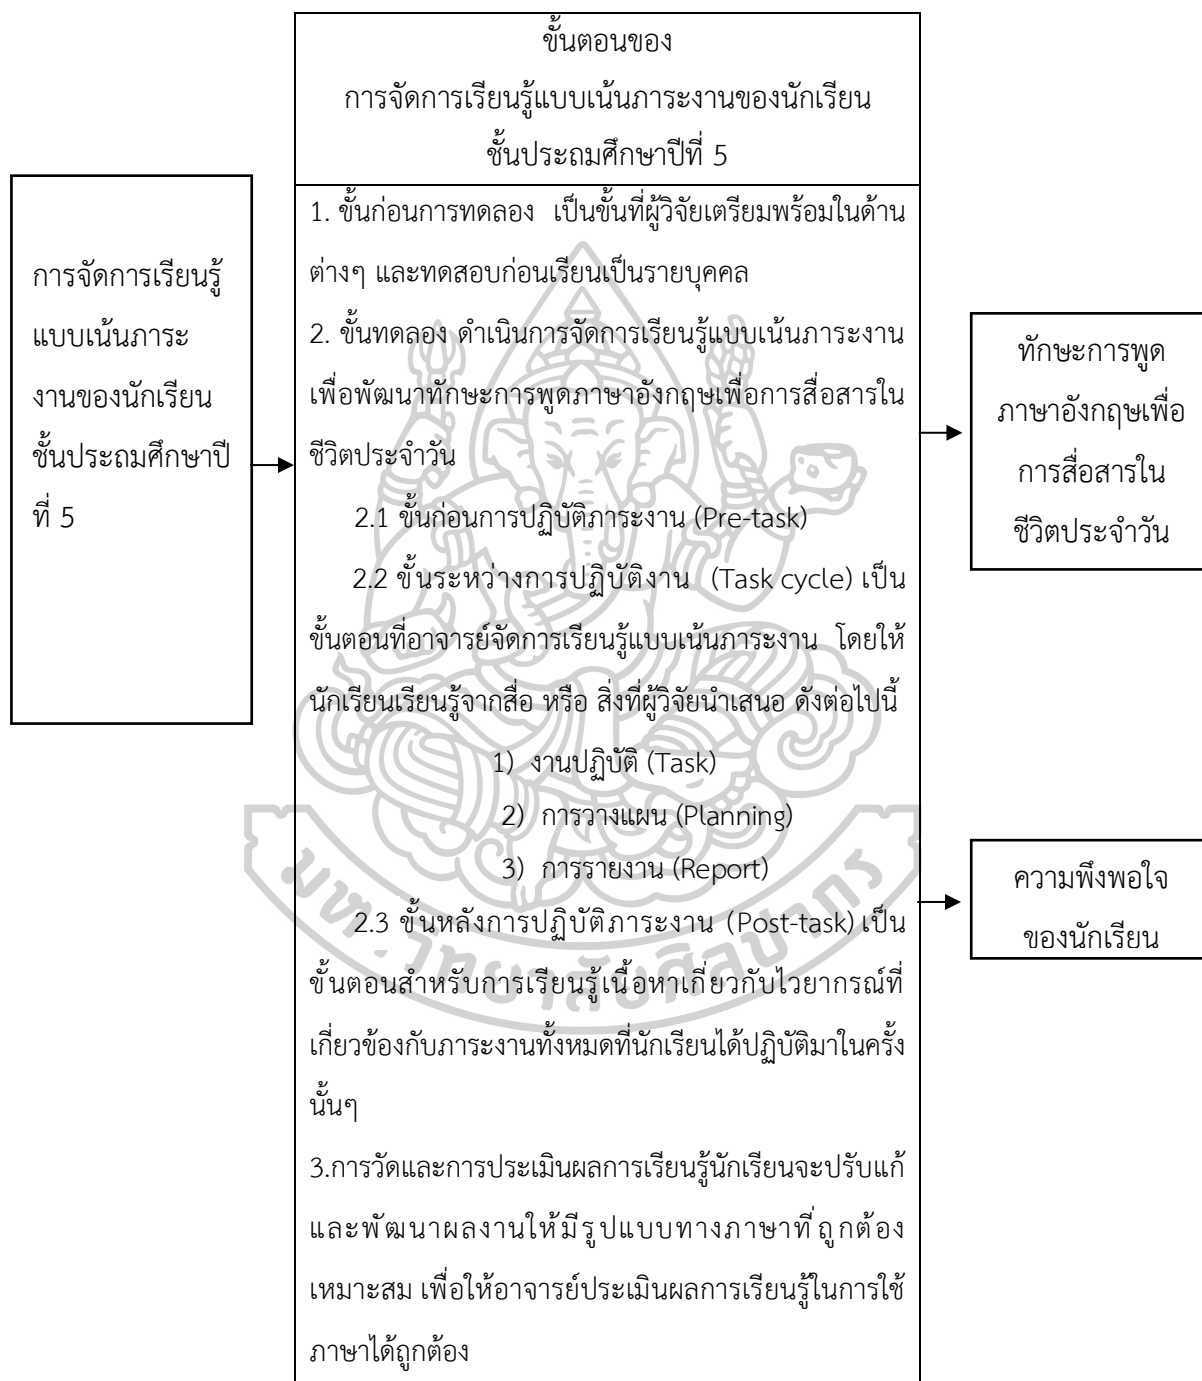 ขั้นตอนของ
การจัดการเรียนรู้แบบเน้นภาระงานของนักเรียน
ชั้นประถมศึกษาปีที่ 5
การจัดการเรียนรู้
แบบเน้นภาระ
งานของนักเรียน
ชั้นประถมศึกษาปี
ที่ 5
1. ขั้นก่อนการทดลอง เป็นขั้นที่ผู้วิจัยเตรียมพร้อมในด้าน
ต่างๆ และทดสอบก่อนเรียนเป็นรายบุคคล
2. ขั้นทดลอง ดำเนินการจัดการเรียนรู้แบบเน้นภาระงาน
เพื่อพัฒนาทักษะการพูดภาษาอังกฤษเพื่อการสื่อสารใน
ชีวิตประจำวัน
2.1 ขั้นก่อนการปฏิบัติภาระงาน (Pre-task)
2.2 ขั้นระหว่างการปฏิบัติงาน (Task cycle) เป็น
ขั้นตอนที่อาจารย์จัดการเรียนรู้แบบเน้นภาระงาน โดยให้
นักเรียนเรียนรู้จากสื่อ หรือ สิ่งที่ผู้วิจัยนำเสนอ ดังต่อไปนี้
1) งานปฏิบัติ (Task)
2) การวางแผน (Planning)
3) การรายงาน (Report)
2.3 ขั้นหลังการปฏิบัติภาระงาน (Post-task) เป็น
ขั้นตอนสำหรับการเรียนรู้เนื้อหาเกี่ยวกับไวยากรณ์ที่
เกี่ยวข้องกับภาระงานทั้งหมดที่นักเรียนได้ปฏิบัติมาในครั้ง
นั้นๆ
3.การวัดและการประเมินผลการเรียนรู้นักเรียนจะปรับแก้
และพัฒนาผลงานให้มีรูปแบบทางภาษาที่ถูกต้อง
เหมาะสม เพื่อให้อาจารย์ประเมินผลการเรียนรู้ในการใช้
ภาษาได้ถูกต้อง
ทักษะการพูด
ภาษาอังกฤษเพื่อ
การสื่อสารใน
ชีวิตประจำวัน
ความพึงพอใจ
ของนักเรียน
มหาวิทยาลัยศิลปากร